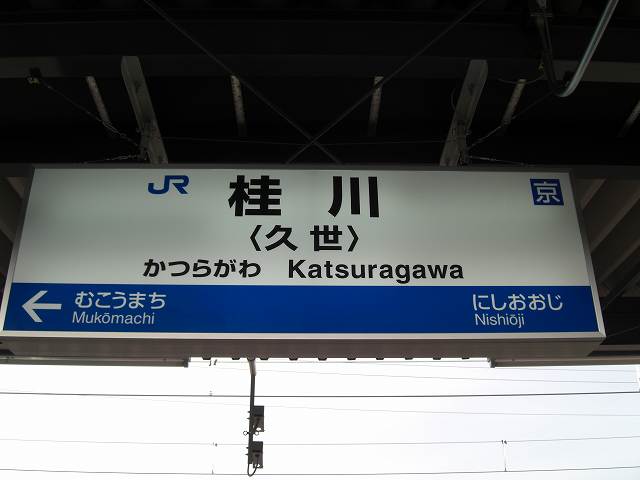 JR 桂川 京
〈久世〉
かつらがわ Katsuragawa
むこうまち にしおおじ
Mukōmachi Nishiōji